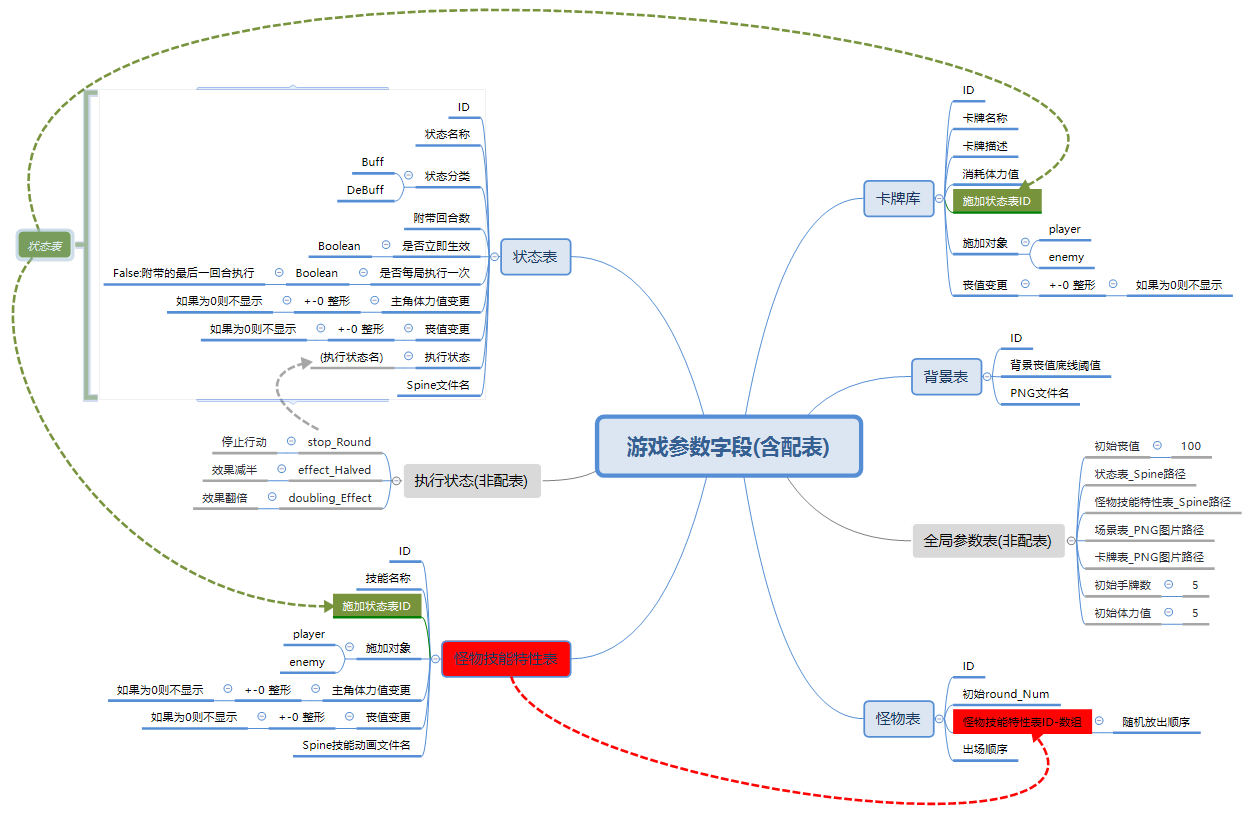 游戏参数字段(含配表)
卡牌库
ID
卡牌名称
卡牌描述
消耗体力值
施加状态表ID
施加对象
player
enemy
丧值变更
+-0 整形
如果为0则不显示
背景表
ID
背景丧值底线阈值
PNG文件名
全局参数表(非配表)
初始丧值
100
状态表_Spine路径
怪物技能特性表_Spine路径
场景表_PNG图片路径
卡牌表_PNG图片路径
初始手牌数
5
初始体力值
5
怪物表
ID
初始round_Num
怪物技能特性表ID-数组
随机放出顺序
出场顺序
状态表
状态表
ID
状态名称
状态分类
Buff
DeBuff
附带回合数
是否立即生效
Boolean
是否每局执行一次
Boolean
False:附带的最后一回合执行
主角体力值变更
+-0 整形
如果为0则不显示
丧值变更
+-0 整形
如果为0则不显示
执行状态
(执行状态名)
Spine文件名
执行状态(非配表)
stop_Round
停止行动
effect_Halved
效果减半
doubling_Effect
效果翻倍
怪物技能特性表
ID
技能名称
施加状态表ID
施加对象
player
enemy
主角体力值变更
+-0 整形
如果为0则不显示
丧值变更
+-0 整形
如果为0则不显示
Spine技能动画文件名